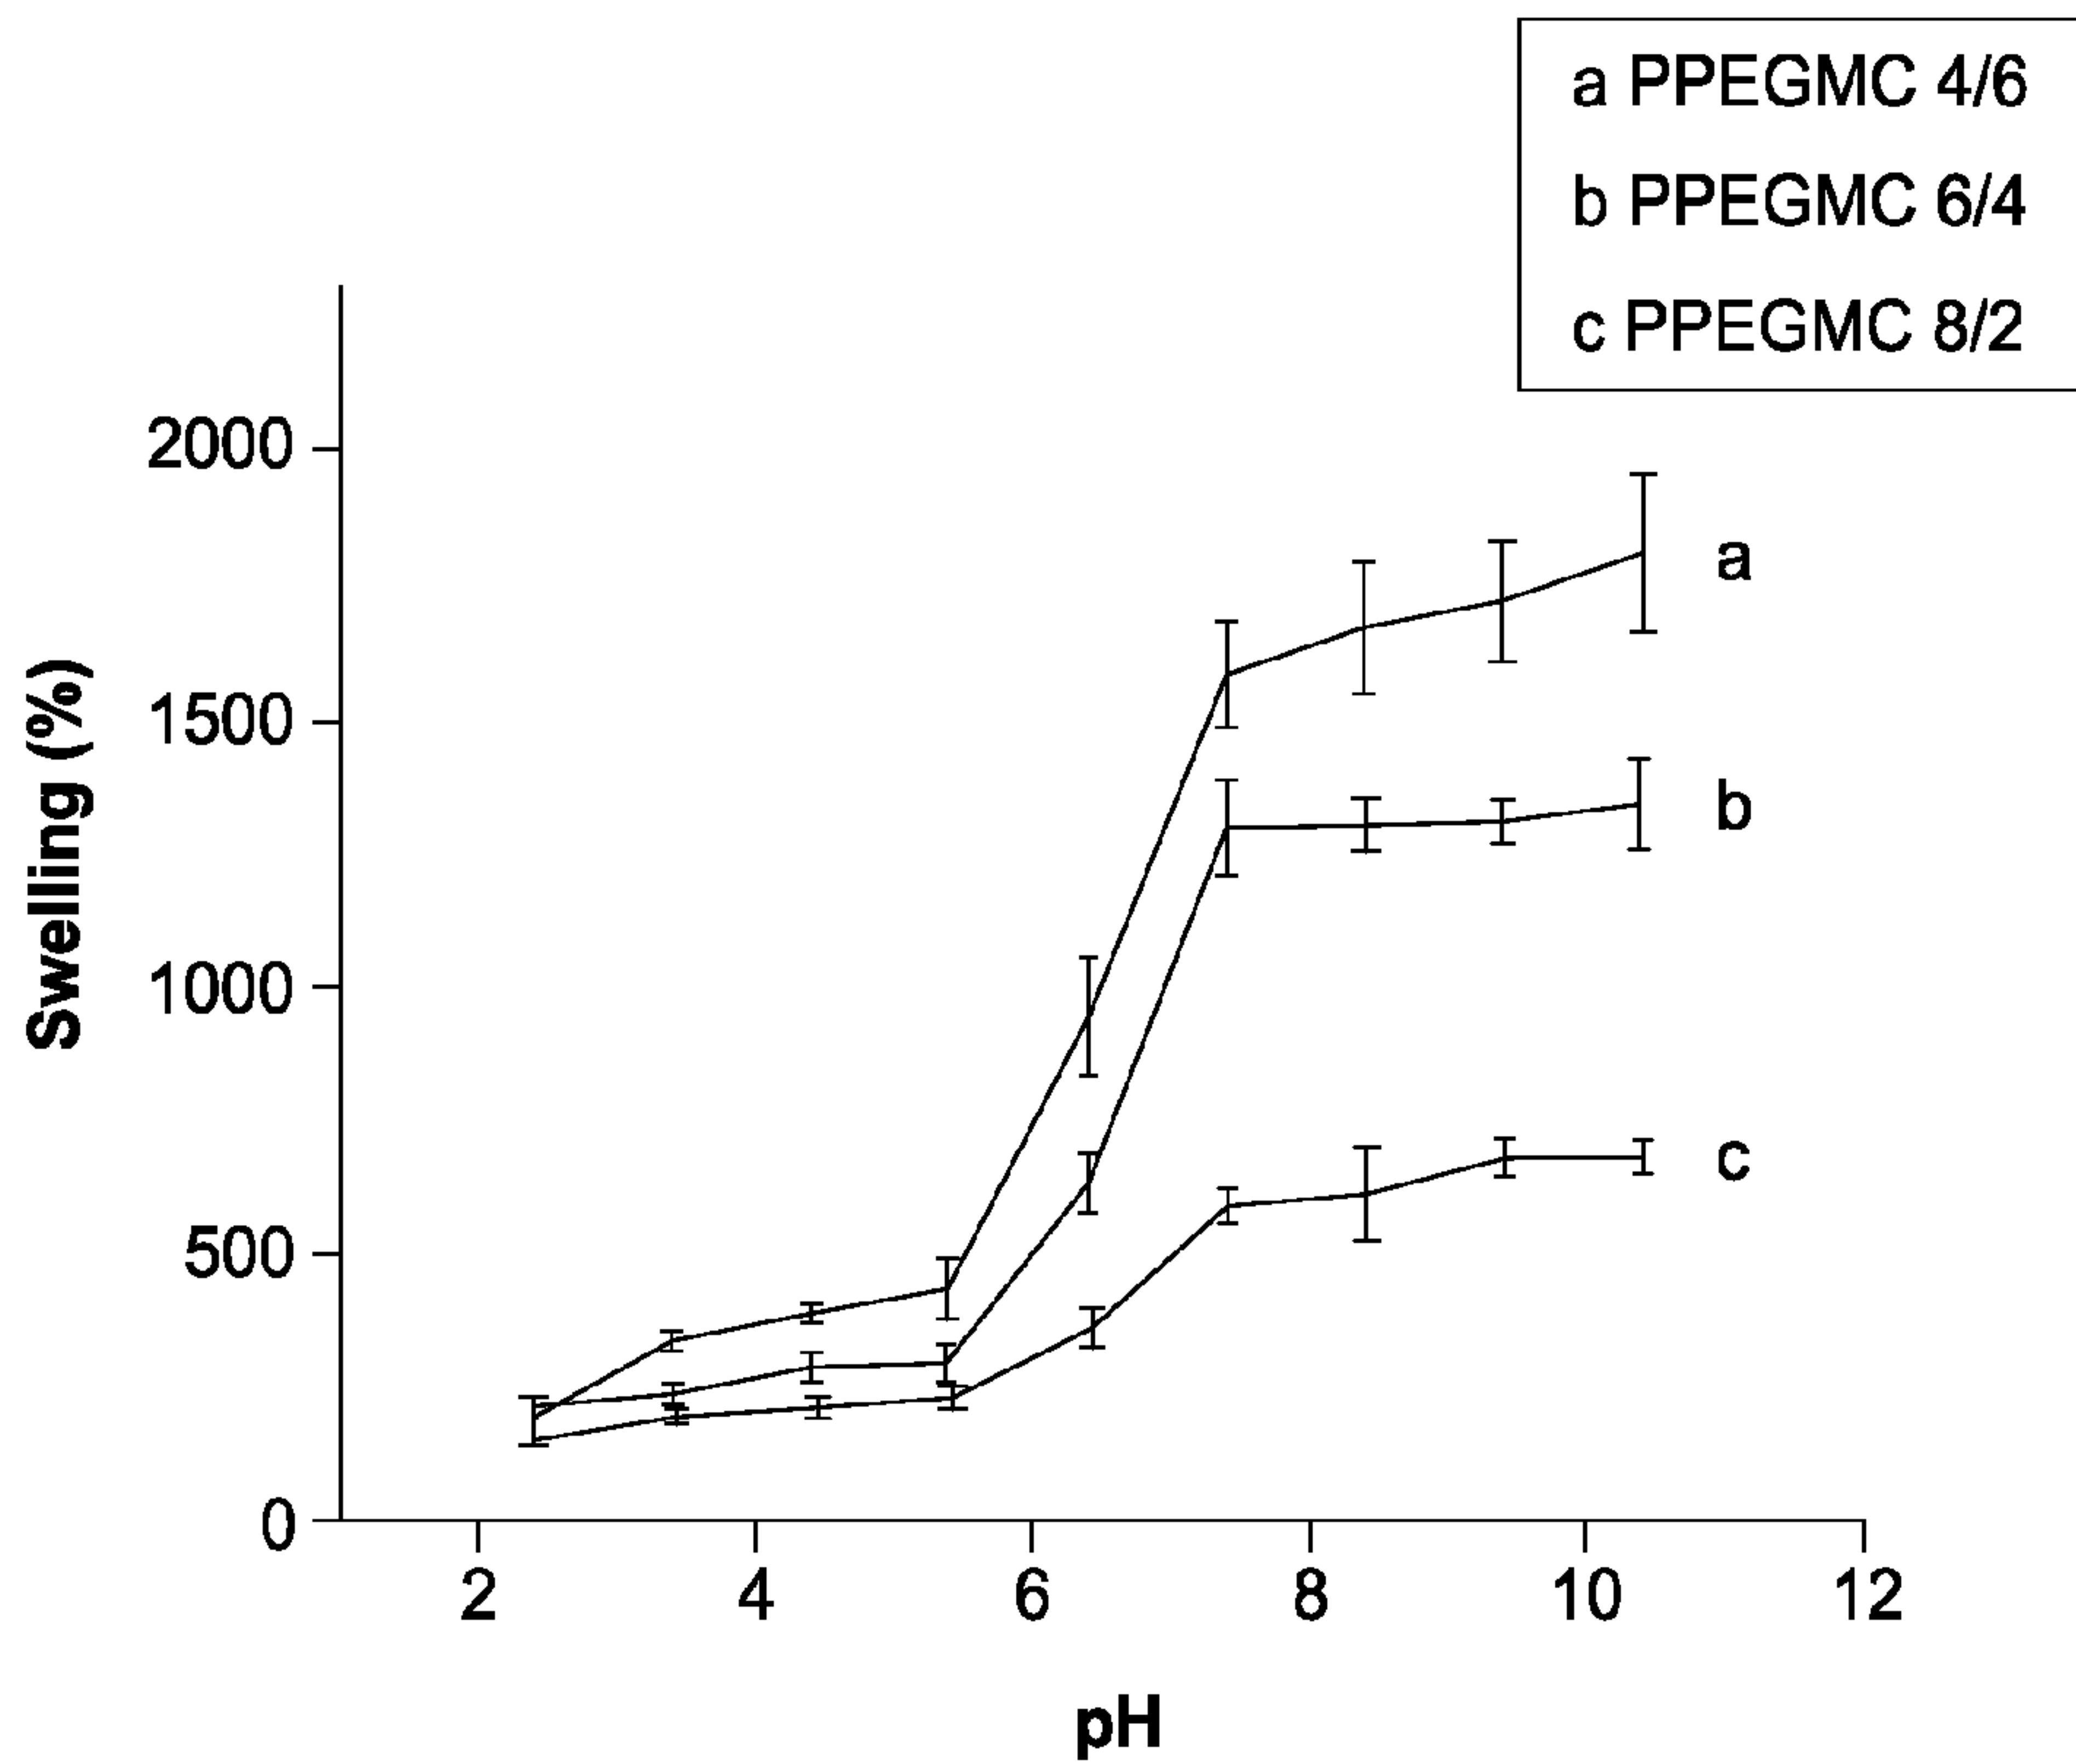 a PPEGMC 4/6
b PPEGMC 6/4
c PPEGMC 8/2
2000
1500
1000
500
0
Swelling (%)
a
b
c
2 4 6 8 10 12
pH